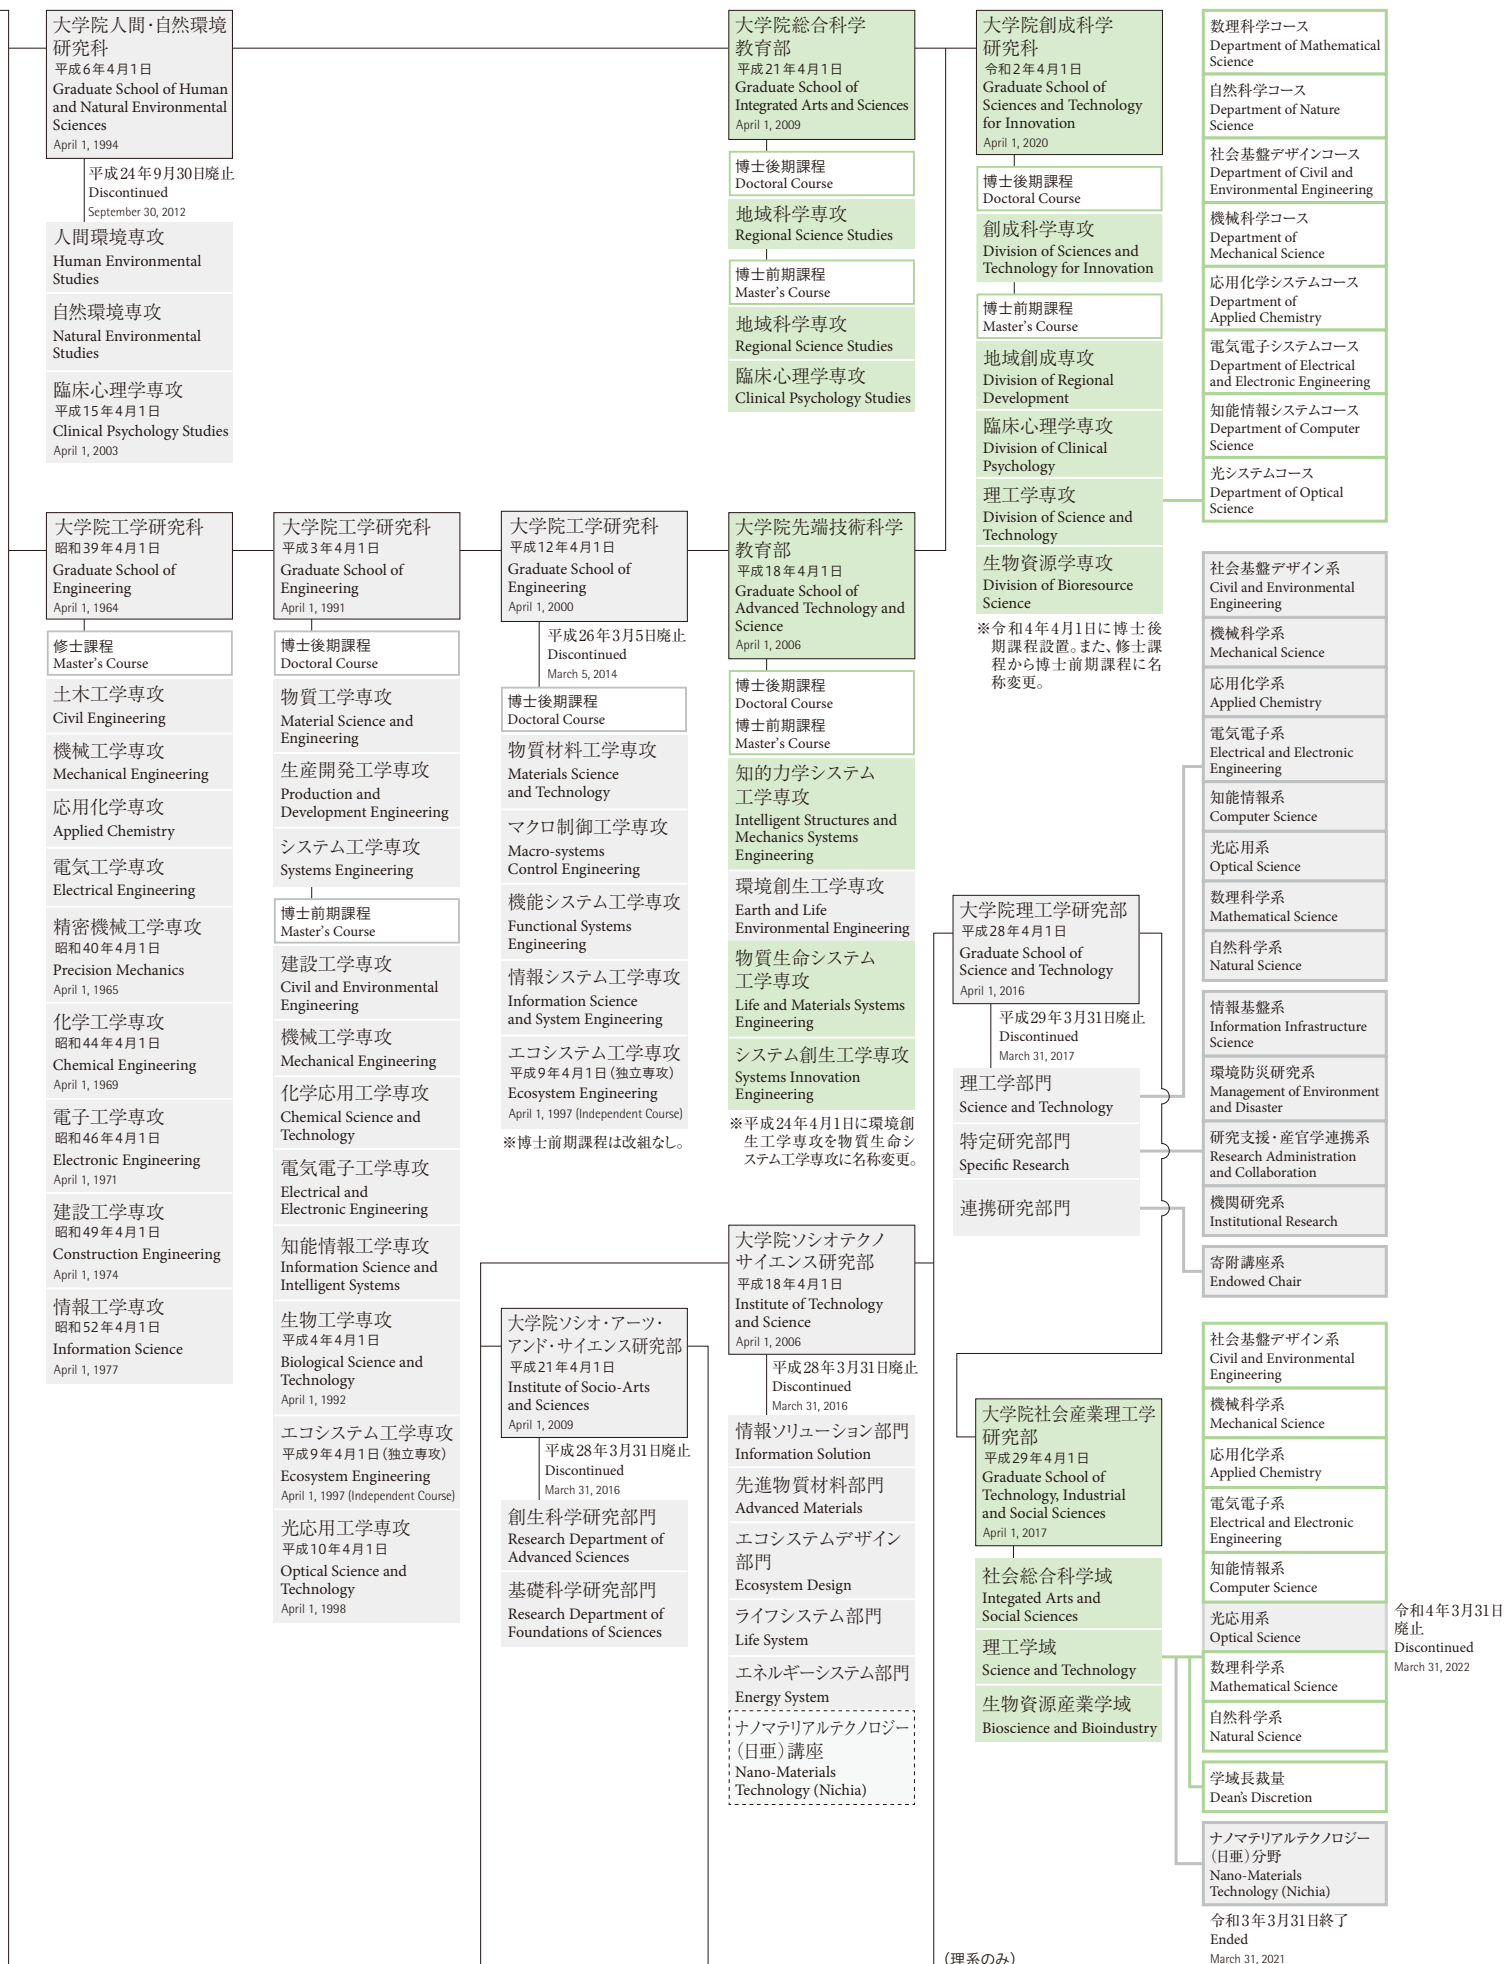 大学院人間・自然環境
研究科
平成6年4月1日
Graduate School of Human
and Natural Environmental
Sciences
April 1, 1994
平成24年9月30日廃止
Discontinued
September 30, 2012
人間環境専攻
Human Environmental
Studies
自然環境専攻
Natural Environmental
Studies
臨床心理学専攻
平成15年4月1日
Clinical Psychology Studies
April 1, 2003
大学院総合科学
教育部
平成21年4月1日
Graduate School of
Integrated Arts and Sciences
April 1, 2009
博士後期課程
Doctoral Course
地域科学専攻
Regional Science Studies
博士前期課程
Master's Course
地域科学専攻
Regional Science Studies
臨床心理学専攻
Clinical Psychology Studies
大学院創成科学
研究科
令和2年4月1日
Graduate School of
Sciences and Technology
for Innovation
April 1, 2020
博士後期課程
Doctoral Course
創成科学専攻
Division of Sciences and
Technology for Innovation
博士前期課程
Master's Course
地域創成専攻
Division of Regional
Development
臨床心理学専攻
Division of Clinical
Psychology
理工学専攻
Division of Science and
Technology
生物資源学専攻
Division of Bioresource
Science
※令和4年4月1日に博士後
期課程設置。また、修士課
程から博士前期課程に名
称変更。
数理科学コース
Department of Mathematical
Science
自然科学コース
Department of Nature
Science
社会基盤デザインコース
Department of Civil and
Environmental Engineering
機械科学コース
Department of
Mechanical Science
応用化学システムコース
Department of
Applied Chemistry
電気電子システムコース
Department of Electrical
and Electronic Engineering
知能情報システムコース
Department of Computer
Science
光システムコース
Department of Optical
Science
大学院工学研究科
昭和39年4月1日
Graduate School of
Engineering
April 1, 1964
修士課程
Master's Course
土木工学専攻
Civil Engineering
機械工学専攻
Mechanical Engineering
応用化学専攻
Applied Chemistry
電気工学専攻
Electrical Engineering
精密機械工学専攻
昭和40年4月1日
Precision Mechanics
April 1, 1965
化学工学専攻
昭和44年4月1日
Chemical Engineering
April 1, 1969
電子工学専攻
昭和46年4月1日
Electronic Engineering
April 1, 1971
建設工学専攻
昭和49年4月1日
Construction Engineering
April 1, 1974
情報工学専攻
昭和52年4月1日
Information Science
April 1, 1977
大学院工学研究科
平成3年4月1日
Graduate School of
Engineering
April 1, 1991
博士後期課程
Doctoral Course
物質工学専攻
Material Science and
Engineering
生産開発工学専攻
Production and
Development Engineering
システム工学専攻
Systems Engineering
博士前期課程
Master's Course
建設工学専攻
Civil and Environmental
Engineering
機械工学専攻
Mechanical Engineering
化学応用工学専攻
Chemical Science and
Technology
電気電子工学専攻
Electrical and
Electronic Engineering
知能情報工学専攻
Information Science and
Intelligent Systems
生物工学専攻
平成4年4月1日
Biological Science and
Technology
April 1, 1992
エコシステム工学専攻
平成9年4月1日(独立専攻)
Ecosystem Engineering
April 1, 1997 (Independent Course)
光応用工学専攻
平成10年4月1日
Optical Science and
Technology
April 1, 1998
大学院工学研究科
平成12年4月1日
Graduate School of
Engineering
April 1, 2000
平成26年3月5日廃止
Discontinued
March 5, 2014
博士後期課程
Doctoral Course
物質材料工学専攻
Materials Science
and Technology
マクロ制御工学専攻
Macro-systems
Control Engineering
機能システム工学専攻
Functional Systems
Engineering
情報システム工学専攻
Information Science
and System Engineering
エコシステム工学専攻
平成9年4月1日(独立専攻)
Ecosystem Engineering
April 1, 1997 (Independent Course)
※博士前期課程は改組なし。
大学院先端技術科学
教育部
平成18年4月1日
Graduate School of
Advanced Technology and
Science
April 1, 2006
博士後期課程
Doctoral Course
博士前期課程
Master's Course
知的力学システム
工学専攻
Intelligent Structures and
Mechanics Systems
Engineering
環境創生工学専攻
Earth and Life
Environmental Engineering
物質生命システム
工学専攻
Life and Materials Systems
Engineering
システム創生工学専攻
Systems Innovation
Engineering
※平成24年4月1日に環境創
生工学専攻を物質生命シ
ステム工学専攻に名称変更。
大学院ソシオ・アーツ・
アンド・サイエンス研究部
平成21年4月1日
Institute of Socio-Arts
and Sciences
April 1, 2009
平成28年3月31日廃止
Discontinued
March 31, 2016
創生科学研究部門
Research Department of
Advanced Sciences
基礎科学研究部門
Research Department of
Foundations of Sciences
大学院ソシオテクノ
サイエンス研究部
平成18年4月1日
Institute of Technology
and Science
April 1, 2006
平成28年3月31日廃止
Discontinued
March 31, 2016
情報ソリューション部門
Information Solution
先進物質材料部門
Advanced Materials
エコシステムデザイン
部門
Ecosystem Design
ライフシステム部門
Life System
エネルギーシステム部門
Energy System
ナノマテリアルテクノロジー
(日亜)講座
Nano-Materials
Technology (Nichia)
大学院理工学研究部
平成28年4月1日
Graduate School of
Science and Technology
April 1, 2016
平成29年3月31日廃止
Discontinued
March 31, 2017
理工学部門
Science and Technology
特定研究部門
Specific Research
連携研究部門
社会基盤デザイン系
Civil and Environmental
Engineering
機械科学系
Mechanical Science
応用化学系
Applied Chemistry
電気電子系
Electrical and Electronic
Engineering
知能情報系
Computer Science
光応用系
Optical Science
数理科学系
Mathematical Science
自然科学系
Natural Science
情報基盤系
Information Infrastructure
Science
環境防災研究系
Management of Environment
and Disaster
研究支援・産官学連携系
Research Administration
and Collaboration
機関研究系
Institutional Research
寄附講座系
Endowed Chair
大学院社会産業理工学
研究部
平成29年4月1日
Graduate School of
Technology, Industrial
and Social Sciences
April 1, 2017
社会総合科学域
Integated Arts and
Social Sciences
理工学域
Science and Technology
生物資源産業学域
Bioscience and Bioindustry
社会基盤デザイン系
Civil and Environmental
Engineering
機械科学系
Mechanical Science
応用化学系
Applied Chemistry
電気電子系
Electrical and Electronic
Engineering
知能情報系
Computer Science
光応用系
Optical Science
令和4年3月31日
廃止
Discontinued
March 31, 2022
数理科学系
Mathematical Science
自然科学系
Natural Science
学域長裁量
Dean's Discretion
ナノマテリアルテクノロジー
(日亜)分野
Nano-Materials
Technology (Nichia)
令和3年3月31日終了
Ended
March 31, 2021
(理系のみ)